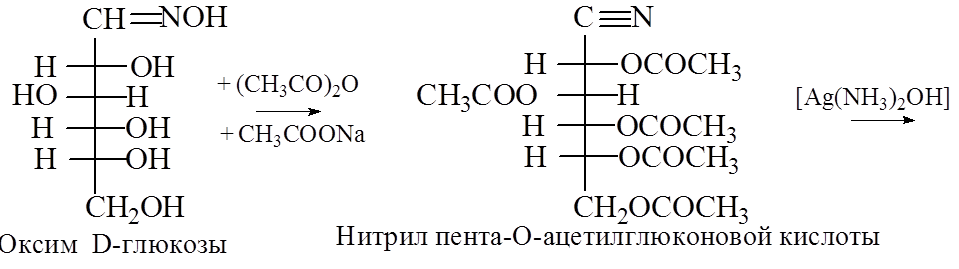 CH=NOH
H OH
HO H
H OH
H OH
CH2OH
Оксим D-глюкозы
+ (CH3CO)2O
+ CH3COONa
C≡N
H OCOCH3
CH3COO H
H OCOCH3
H OCOCH3
CH2OCOCH3
Нитрил пента-О-ацетилглюконовой кислоты
[Ag(NH3)2OH]